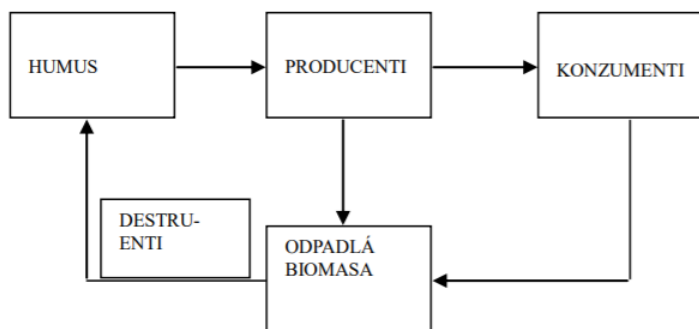 HUMUS
PRODUCENTI
KONZUMENTI
DESTRU-
ENTI
ODPADLÁ
BIOMASA